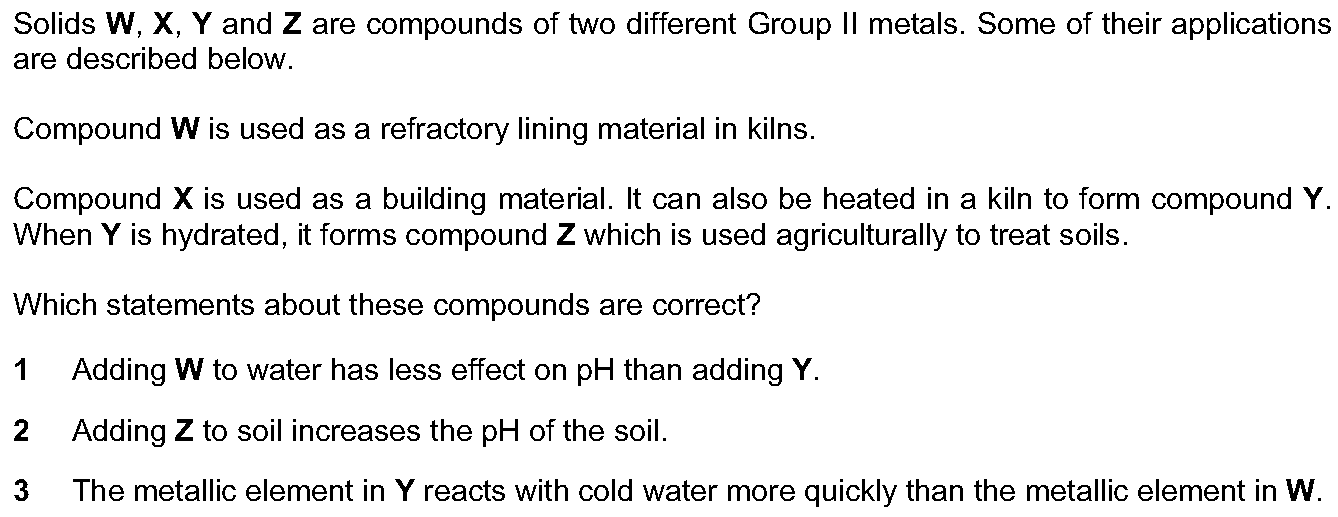 Solids W, X, Y and Z are compounds of two different Group II metals. Some of their applications
are described below.
Compound W is used as a refractory lining material in kilns.
Compound X is used as a building material. It can also be heated in a kiln to form compound Y.
When Y is hydrated, it forms compound Z which is used agriculturally to treat soils.
Which statements about these compounds are correct?
1 Adding W to water has less effect on pH than adding Y.
2 Adding Z to soil increases the pH of the soil.
3 The metallic element in Y reacts with cold water more quickly than the metallic element in W.